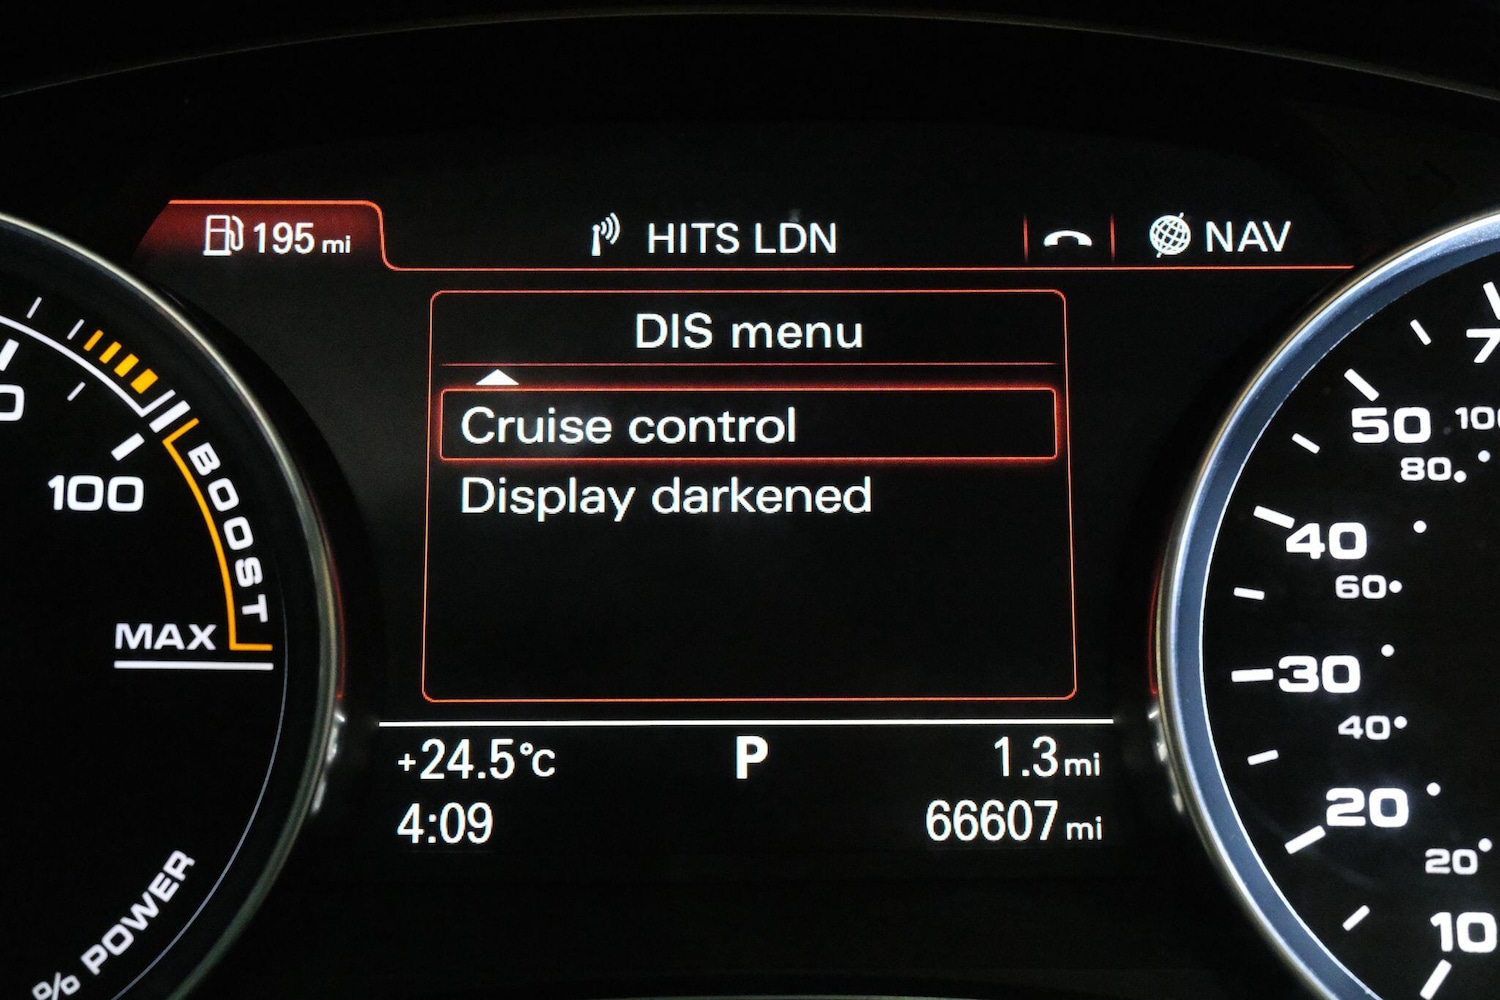 195 mi
HITS LDN
NAV
DIS menu
Cruise control
Display darkened
+24.5°C
P
1.3 mi
4:09
66607 mi
100
BOOST
MAX
% POWER
50
80
40
60
30
40
20
20
10